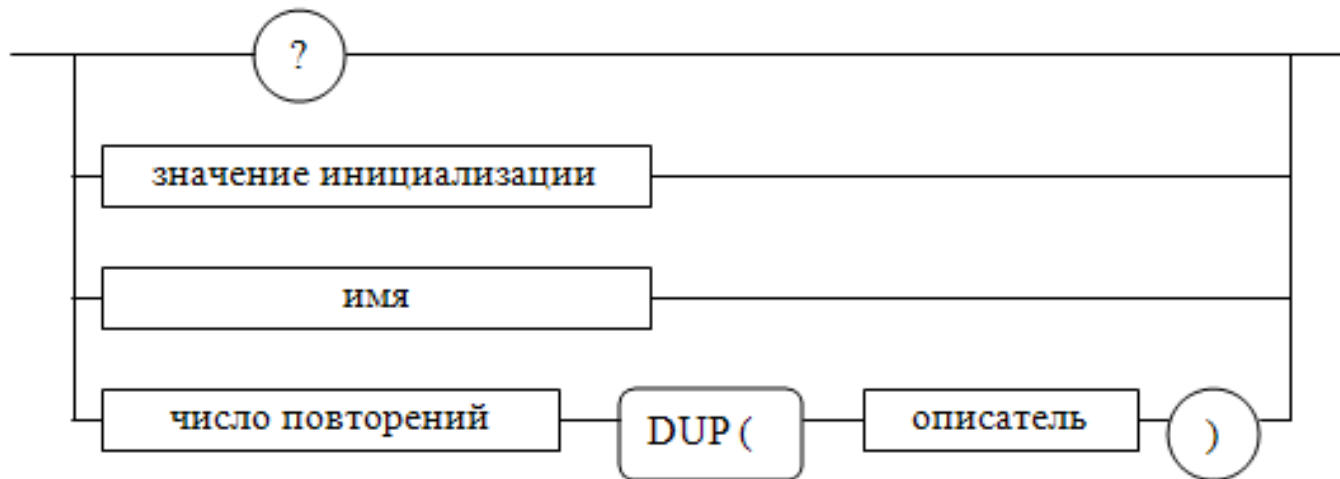 ?
значение инициализации
имя
число повторений DUP ( описатель )